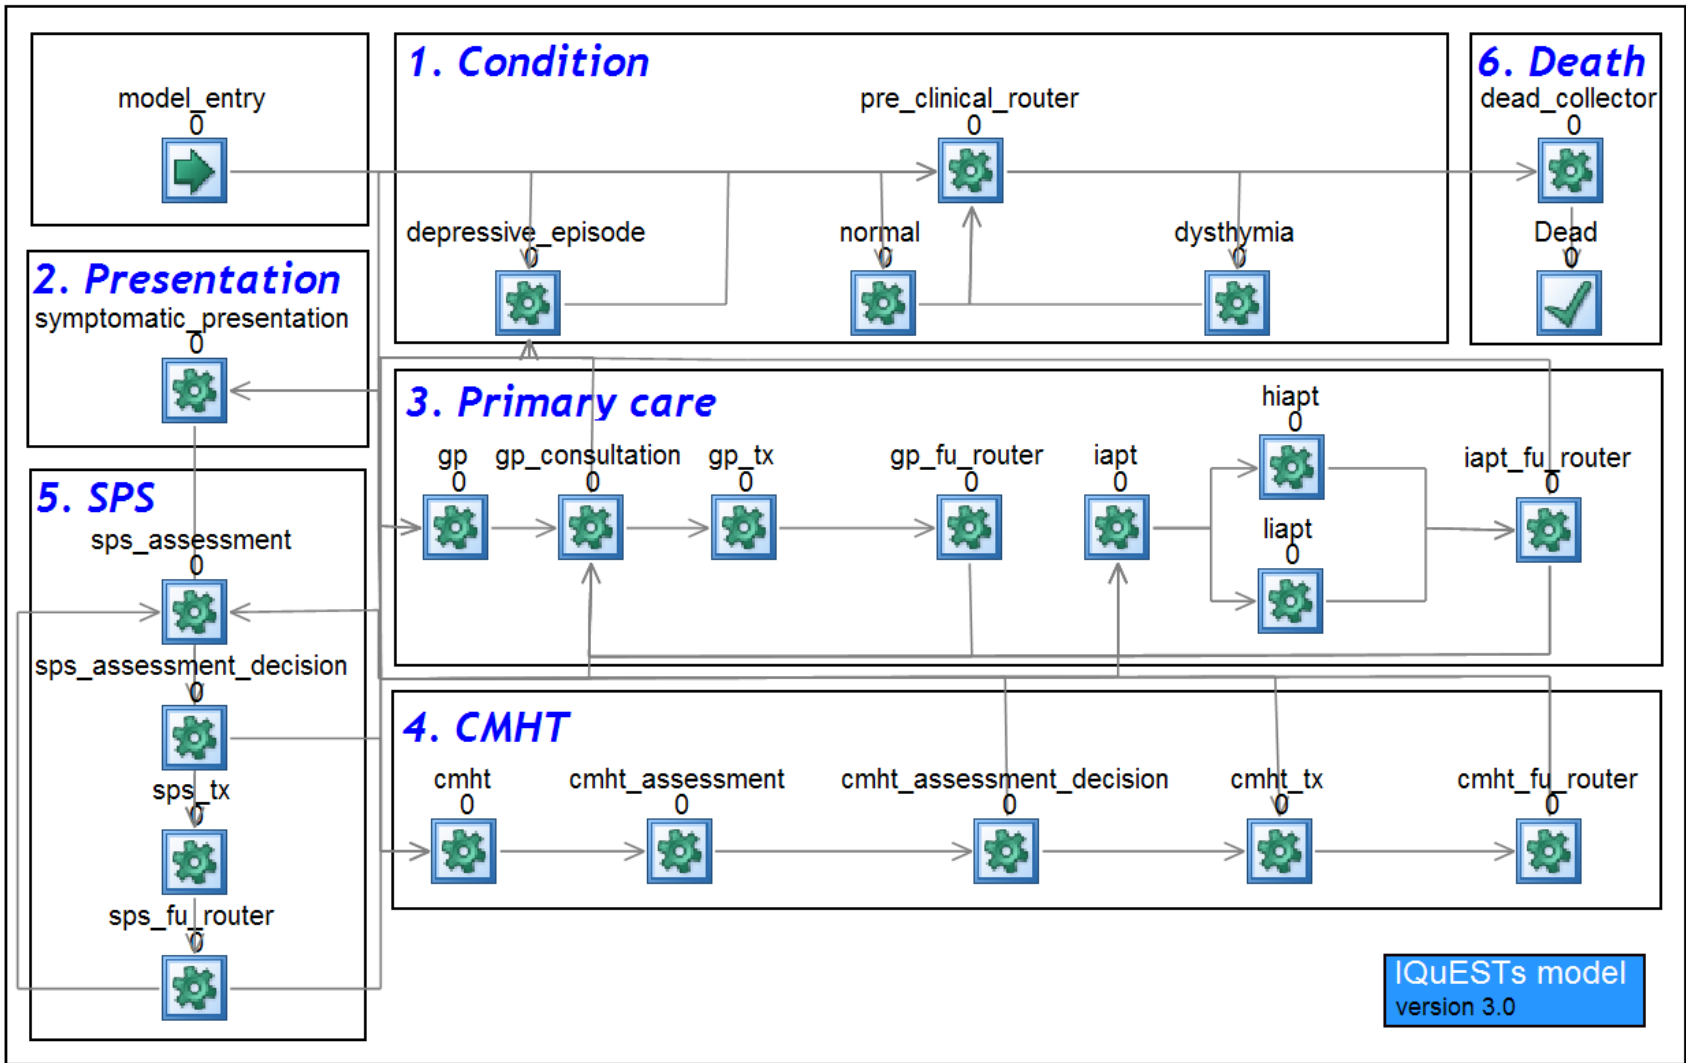 model_entry
0
1. Condition
pre_clinical_router
0
depressive_episode
0
normal
0
dysthymia
0
6. Death
dead_collector
0
Dead
0
2. Presentation
symptomatic_presentation
0
3. Primary care
gp
0
gp_consultation
0
gp_tx
0
gp_fu_router
0
iapt
0
hiapt
0
liapt
0
iapt_fu_router
0
5. SPS
sps_assessment
0
sps_assessment_decision
0
sps_tx
0
sps_fu_router
0
4. CMHT
cmht
0
cmht_assessment
0
cmht_assessment_decision
0
cmht_tx
0
cmht_fu_router
0
IQuESTs model
version 3.0